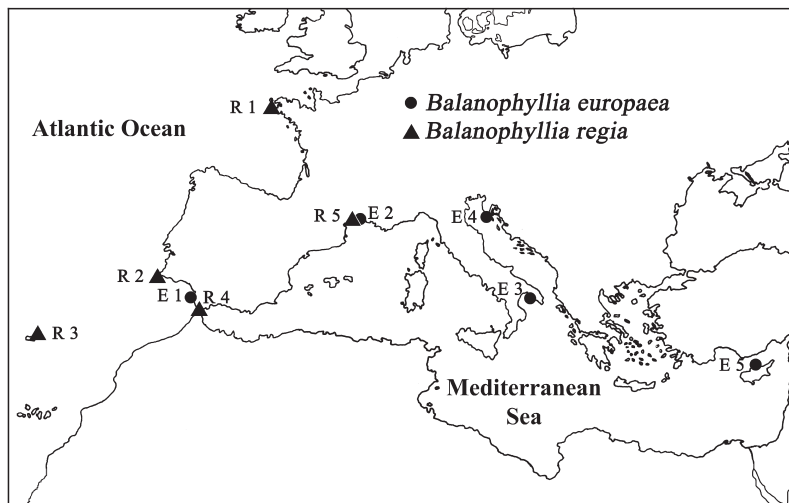 R 1
Balanophyllia europaea
Balanophyllia regia
Atlantic Ocean
R 5
E 2
E 4
R 2
E 1
R 4
E 3
R 3
E 5
Mediterranean
Sea